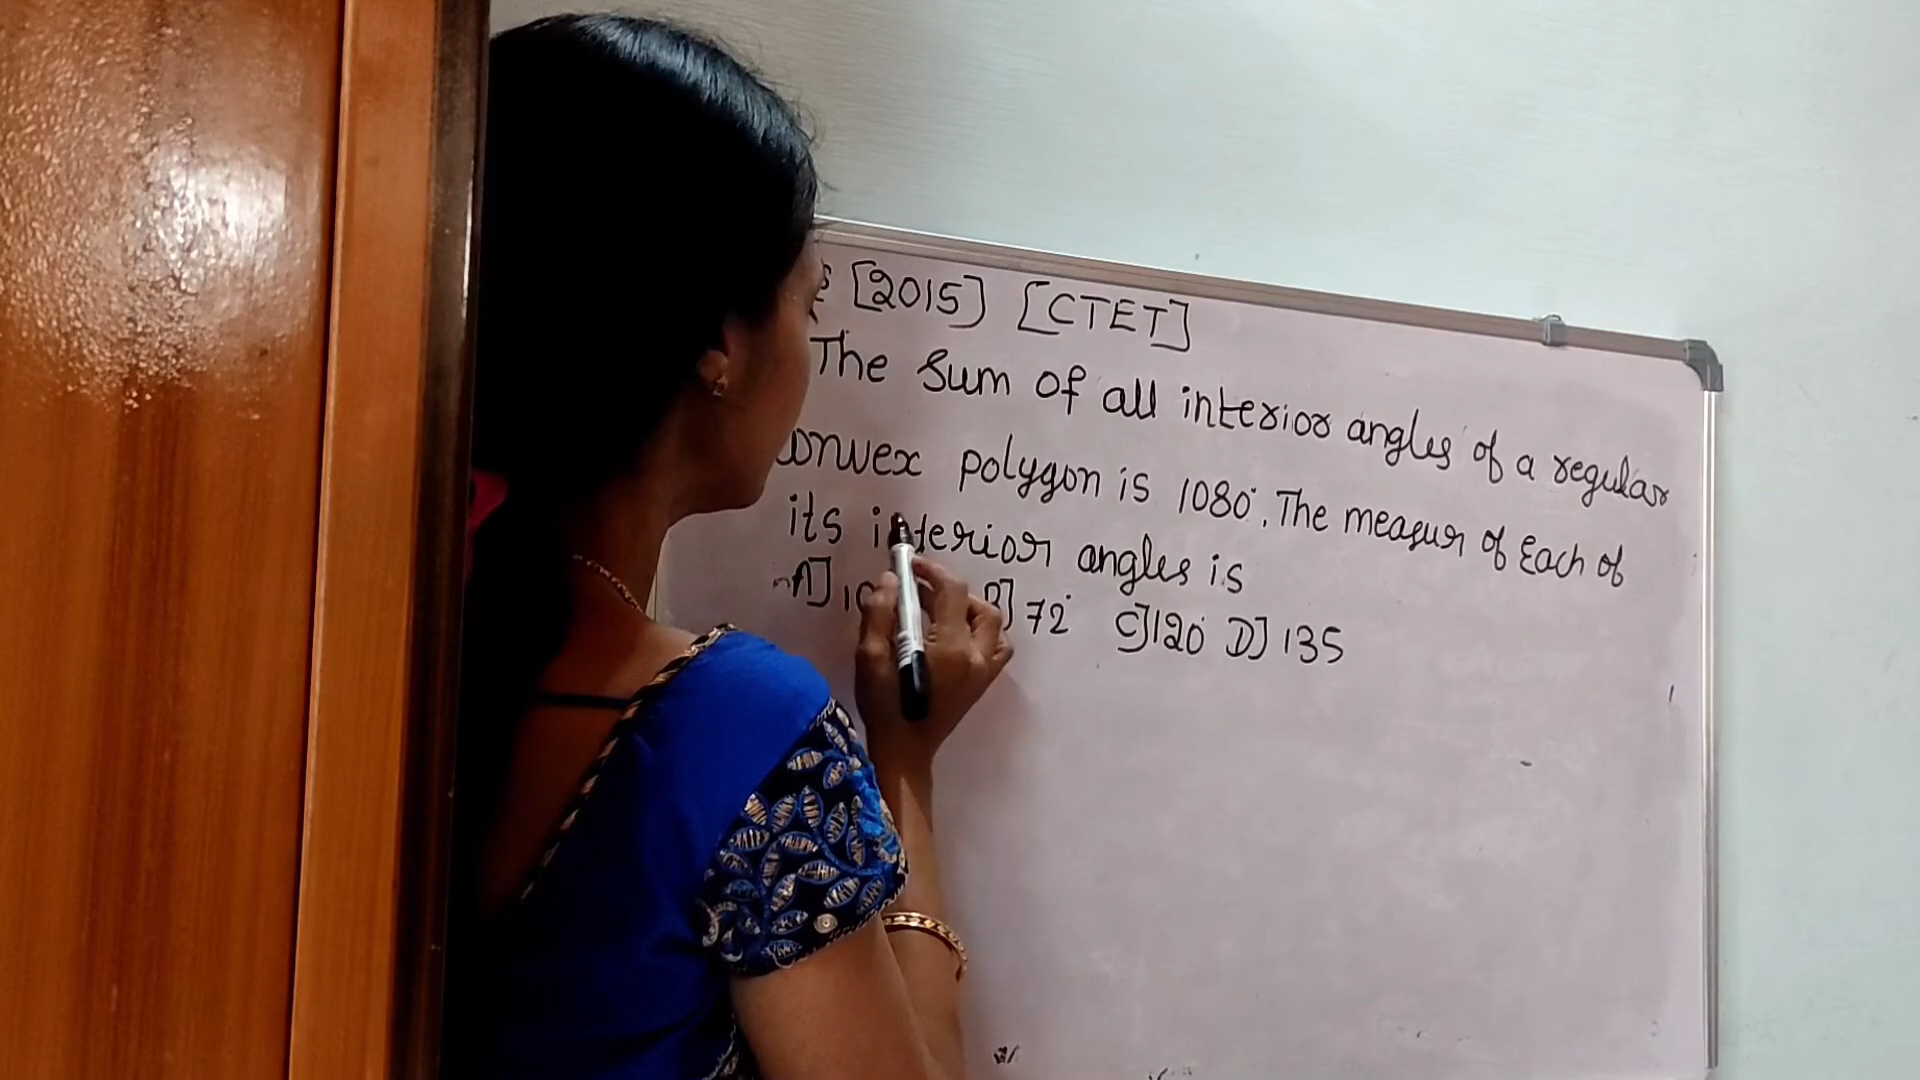 [2015] [CTET]
The Sum of all interior angles of a regular
convex polygon is 1080°. The measur of Each of
its interior angles is
A] B] 72° C] 120° D] 135